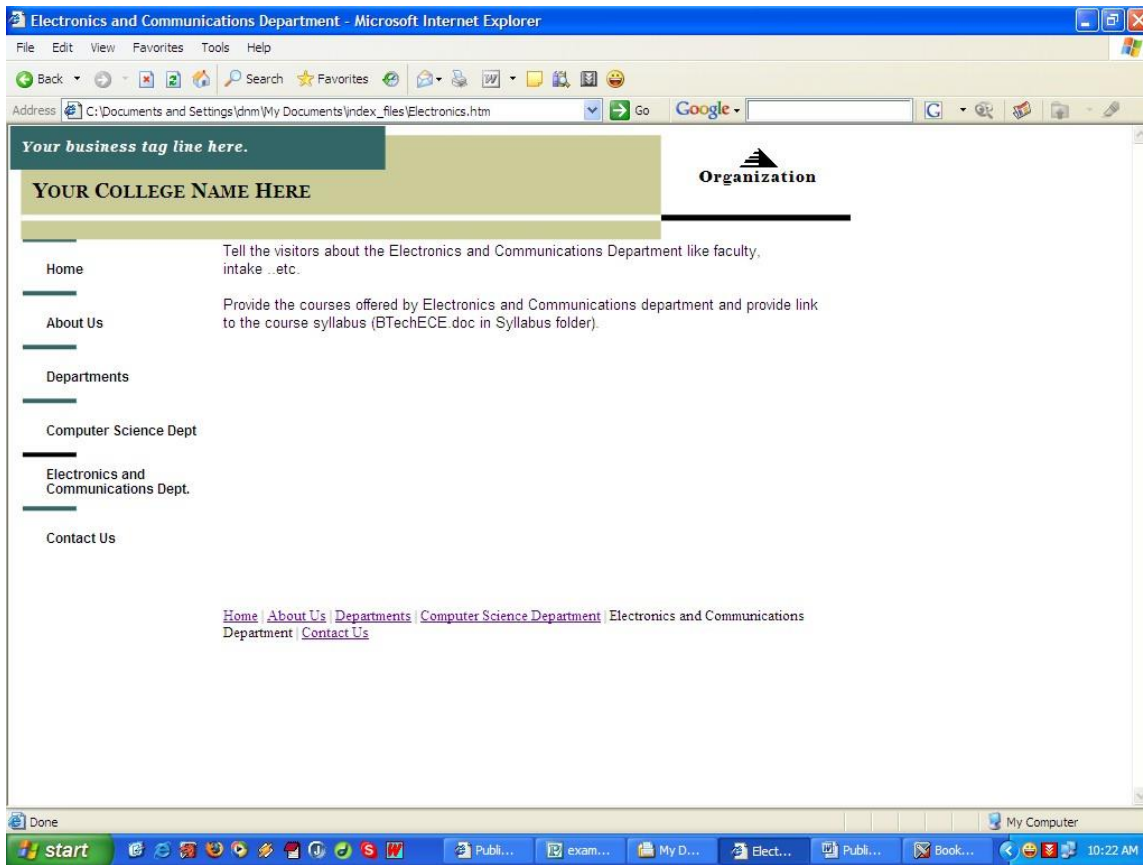 Electronics and Communications Department - Microsoft Internet Explorer
File Edit View Favorites Tools Help
Back Search Favorites
Address C:\Documents and Settings\dnm\My Documents\index_files\Electronics.htm Go Google
Your business tag line here.
YOUR COLLEGE NAME HERE
Organization
Tell the visitors about the Electronics and Communications Department like faculty,
intake ..etc.
Provide the courses offered by Electronics and Communications department and provide link
to the course syllabus (BTechECE.doc in Syllabus folder).
Home
About Us
Departments
Computer Science Dept
Electronics and
Communications Dept.
Contact Us
Home | About Us | Departments | Computer Science Department | Electronics and Communications
Department | Contact Us
Done My Computer
start Publi... exam... My D... Elect... Publi... Book... 10:22 AM